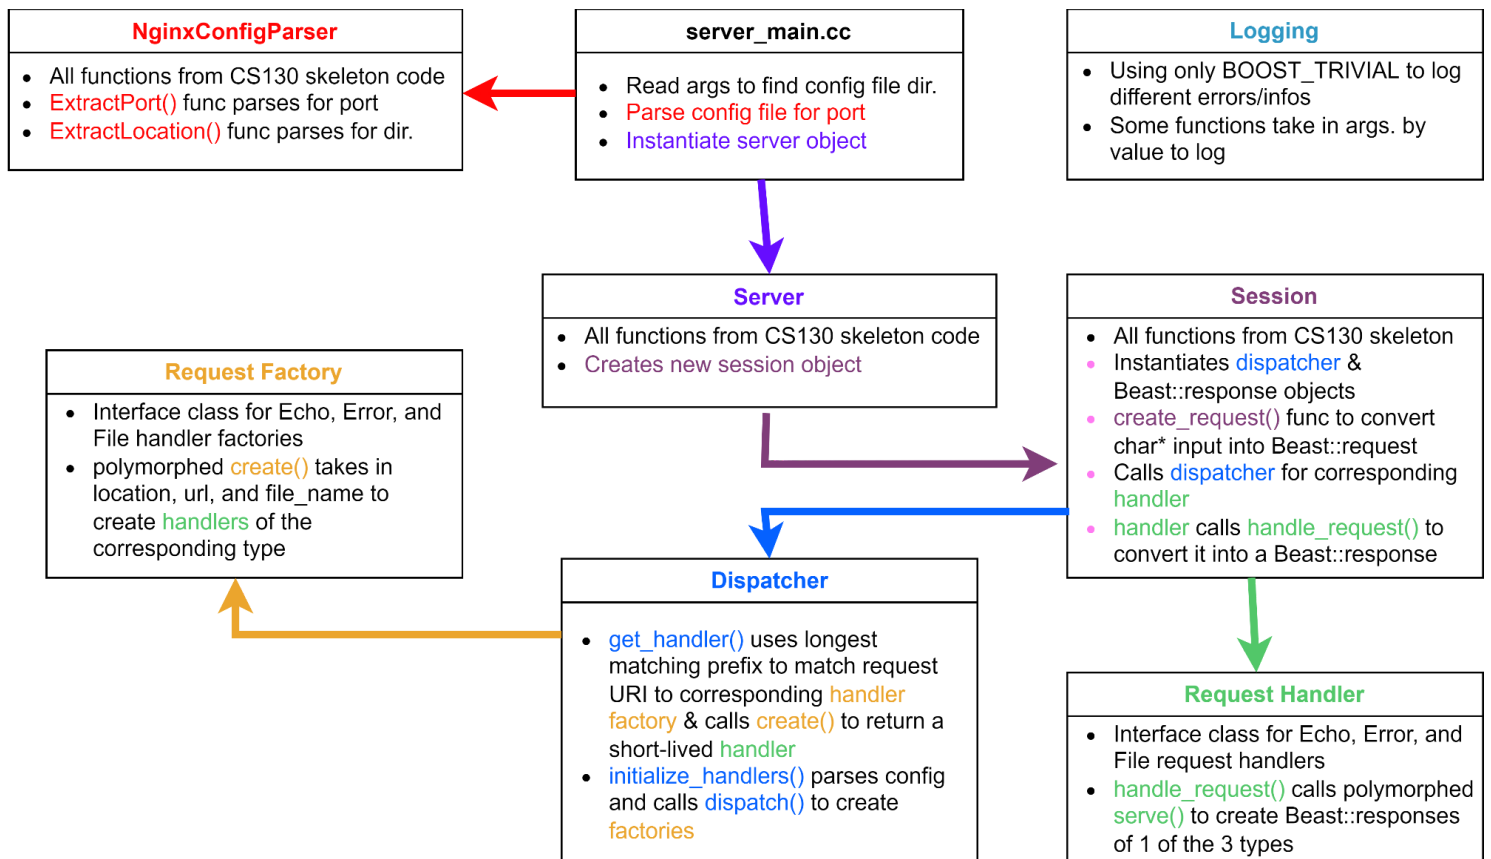 NginxConfigParser
• All functions from CS130 skeleton code
• ExtractPort() func parses for port
• ExtractLocation() func parses for dir.
server_main.cc
• Read args to find config file dir.
• Parse config file for port
• Instantiate server object
Logging
• Using only BOOST_TRIVIAL to log
different errors/infos
• Some functions take in args. by
value to log
Server
• All functions from CS130 skeleton code
• Creates new session object
Session
• All functions from CS130 skeleton
• Instantiates dispatcher &
Beast::response objects
• create_request() func to convert
char* input into Beast::request
• Calls dispatcher for corresponding
handler
• handler calls handle_request() to
convert it into a Beast::response
Request Factory
• Interface class for Echo, Error, and
File handler factories
• polymorphed create() takes in
location, url, and file_name to
create handlers of the
corresponding type
Dispatcher
• get_handler() uses longest
matching prefix to match request
URI to corresponding handler
factory & calls create() to return a
short-lived handler
• initialize_handlers() parses config
and calls dispatch() to create
factories
Request Handler
• Interface class for Echo, Error, and
File request handlers
• handle_request() calls polymorphed
serve() to create Beast::responses
of 1 of the 3 types